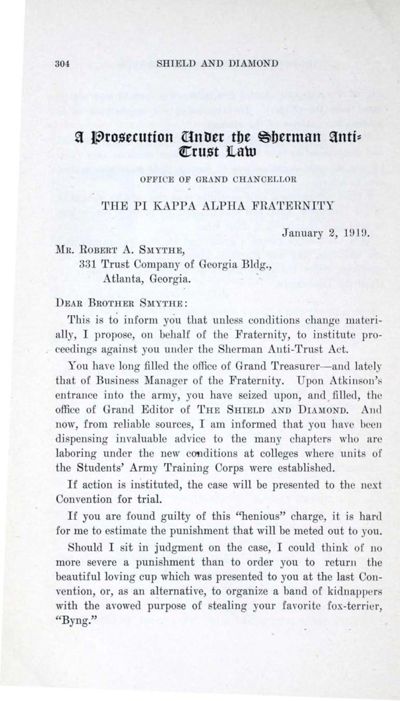 304 SHIELD AND DIAMOND
A Prosecution Under the Sherman Anti-
Trust Law
OFFICE OF GRAND CHANCELLOR
THE PI KAPPA ALPHA FRATERNITY
January 2, 1919.
MR. ROBERT A. SMYTHE,
331 Trust Company of Georgia Bldg.,
Atlanta, Georgia.
DEAR BROTHER SMYTHE:
This is to inform you that unless conditions change materi-
ally, I propose, on behalf of the Fraternity, to institute pro-
ceedings against you under the Sherman Anti-Trust Act.
You have long filled the office of Grand Treasurer—and lately
that of Business Manager of the Fraternity. Upon Atkinson's
entrance into the army, you have seized upon, and filled, the
office of Grand Editor of THE SHIELD AND DIAMOND. And
now, from reliable sources, I am informed that you have been
dispensing invaluable advice to the many chapters who are
laboring under the new conditions at colleges where units of
the Students' Army Training Corps were established.
If action is instituted, the case will be presented to the next
Convention for trial.
If you are found guilty of this "henious" charge, it is hard
for me to estimate the punishment that will be meted out to you.
Should I sit in judgment on the case, I could think of no
more severe a punishment than to order you to return the
beautiful loving cup which was presented to you at the last Con-
vention, or, as an alternative, to organize a band of kidnappers
with the avowed purpose of stealing your favorite fox-terrier,
"Byng."